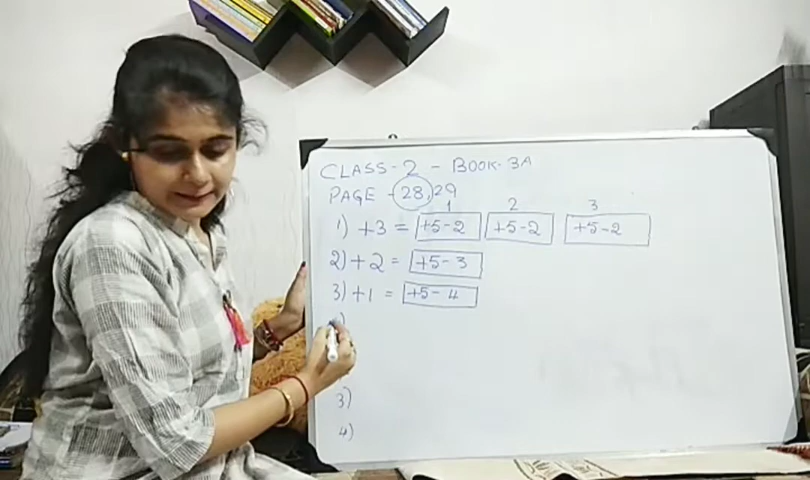 CLASS-2 - BOOK-3A
PAGE - 28, 29
1 2 3
1) +3 = +5-2 +5-2 +5-2
2) +2 = +5-3
3) +1 = +5-4
3)
4)